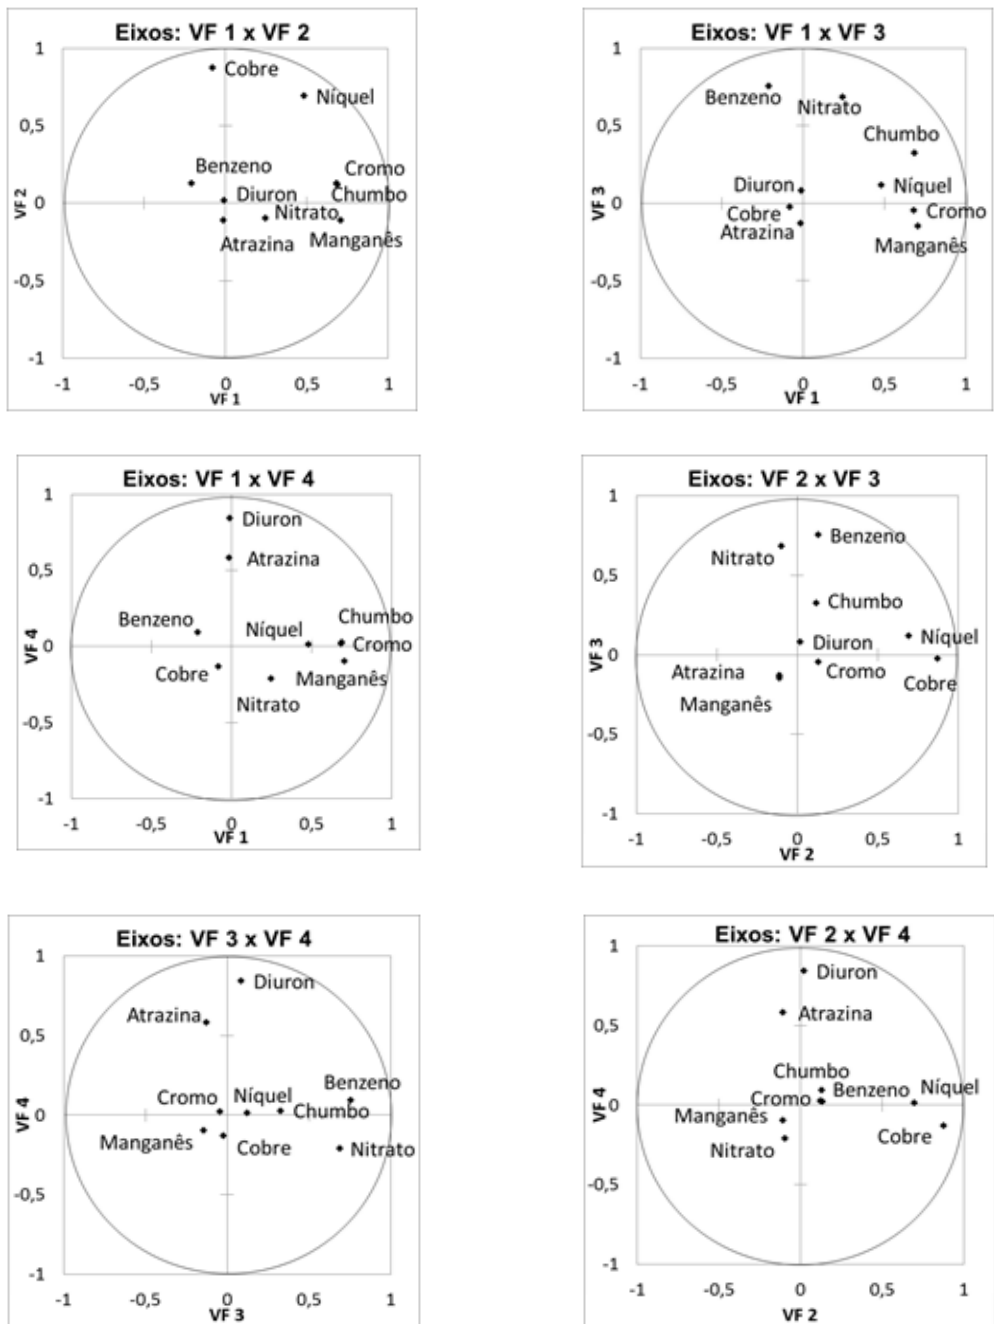 Eixos: VF 1 x VF 2
1
Cobre
Níquel
0,5
Benzeno
Cromo
Diuron
Chumbo
VF 2
0
Nitrato
Atrazina
Manganês
-0,5
-1
-1
-0,5
0
0,5
1
VF 1
Eixos: VF 1 x VF 3
1
Benzeno
Nitrato
Chumbo
0,5
Diuron
Níquel
VF 3
0
Cobre
Cromo
Atrazina
Manganês
-0,5
-1
-1
-0,5
0
0,5
1
VF 1
Eixos: VF 1 x VF 4
1
Diuron
Atrazina
0,5
Benzeno
Níquel
Chumbo
VF 4
0
Cromo
Cobre
Manganês
Nitrato
-0,5
-1
-1
-0,5
0
0,5
1
VF 1
Eixos: VF 2 x VF 3
1
Benzeno
Nitrato
0,5
Chumbo
Diuron
Níquel
VF 3
0
Atrazina
Cromo
Cobre
Manganês
-0,5
-1
-1
-0,5
0
0,5
1
VF 2
Eixos: VF 3 x VF 4
1
Diuron
Atrazina
0,5
Benzeno
Cromo
Níquel
Chumbo
VF 4
0
Manganês
Cobre
Nitrato
-0,5
-1
-1
-0,5
0
0,5
1
VF 3
Eixos: VF 2 x VF 4
1
Diuron
Atrazina
0,5
Chumbo
Benzeno
Níquel
Cromo
VF 4
0
Manganês
Cobre
Nitrato
-0,5
-1
-1
-0,5
0
0,5
1
VF 2